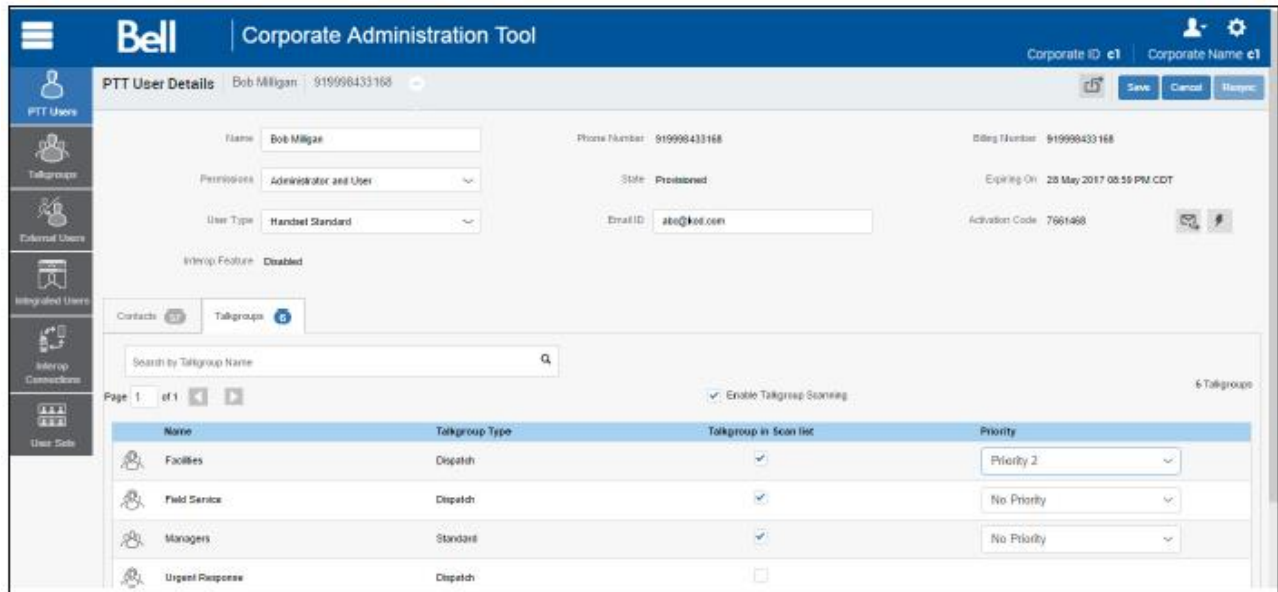 Bell Corporate Administration Tool
Corporate ID c1 Corporate Name c1
PTT User Details Bob Milligan 919998433168
Save Cancel Resync
PTT Users
Talkgroups
External Users
Integrated Users
Interop
Connections
User Sets
Name Bob Milligan Phone Number 919998433168 Billing Number 919998433168
Permissions Administrator and User State Provisioned Expiring On 28 May 2017 08:59 PM CDT
User Type Handset Standard Email ID Activation Code 7661468
Interop Feature Disabled
Contacts Talkgroups 6
Search by Talkgroup Name
Page 1 of 1 Enable Talkgroup Scanning 6 Talkgroups
Name Talkgroup Type Talkgroup in Scan list Priority
Facilities Dispatch Priority 2
Field Service Dispatch No Priority
Managers Standard No Priority
Urgent Response Dispatch